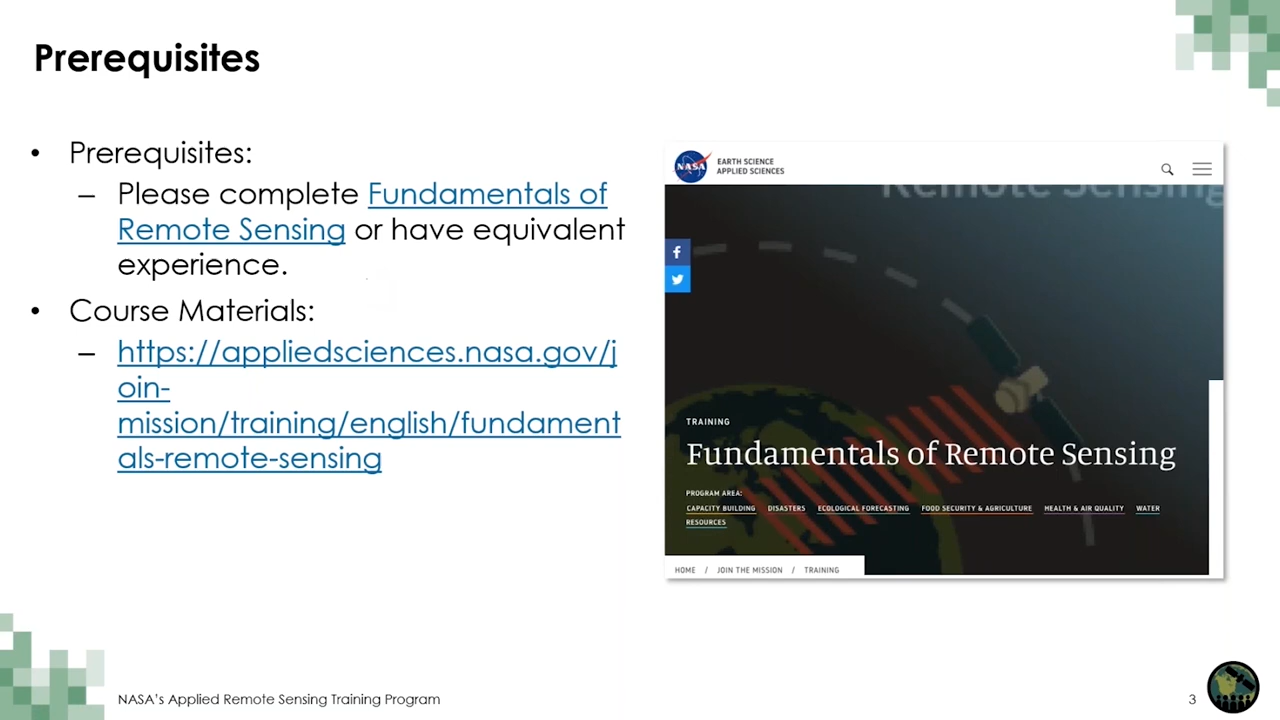 Prerequisites
• Prerequisites:
– Please complete Fundamentals of
Remote Sensing or have equivalent
experience.
• Course Materials:
– https://appliedsciences.nasa.gov/j
oin-
mission/training/english/fundament
als-remote-sensing
NASA
EARTH SCIENCE
APPLIED SCIENCES
Remote Sensing
f
TRAINING
Fundamentals of Remote Sensing
PROGRAM AREA:
CAPACITY BUILDING DISASTERS ECOLOGICAL FORECASTING FOOD SECURITY & AGRICULTURE HEALTH & AIR QUALITY WATER
RESOURCES
HOME / JOIN THE MISSION / TRAINING
NASA's Applied Remote Sensing Training Program
3